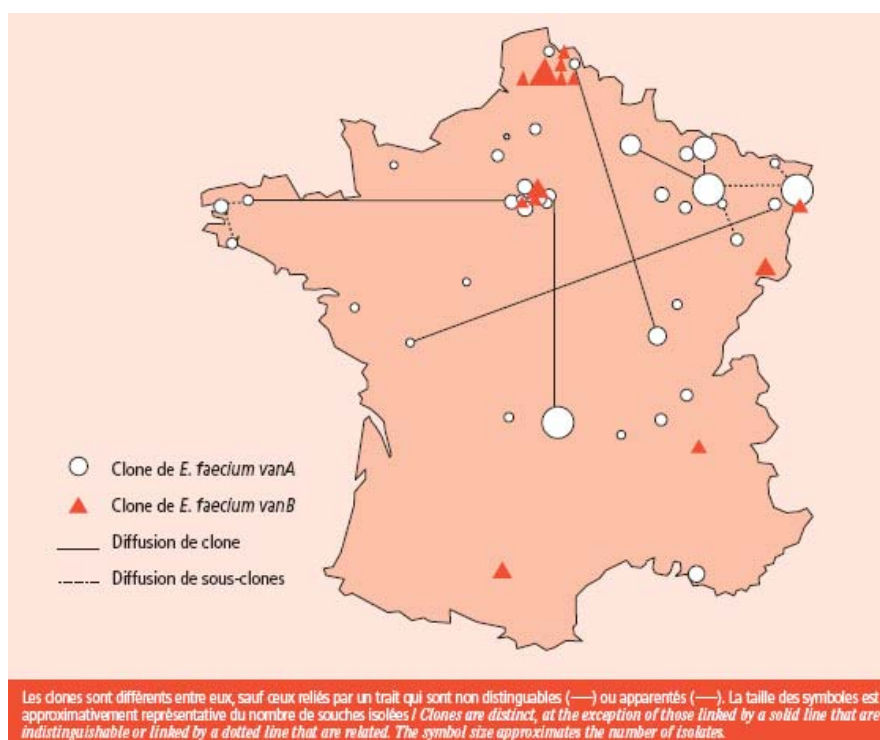 Clone de E. faecium vanA
Clone de E. faecium vanB
Diffusion de clone
Diffusion de sous-clones
Les clones sont différents entre eux, sauf ceux reliés par un trait qui sont non distinguables (—) ou apparentés (—). La taille des symboles est
approximativement représentative du nombre de souches isolées / Clones are distinct, at the exception of those linked by a solid line that are
indistinguishable or linked by a dotted line that are related. The symbol size approximates the number of isolates.